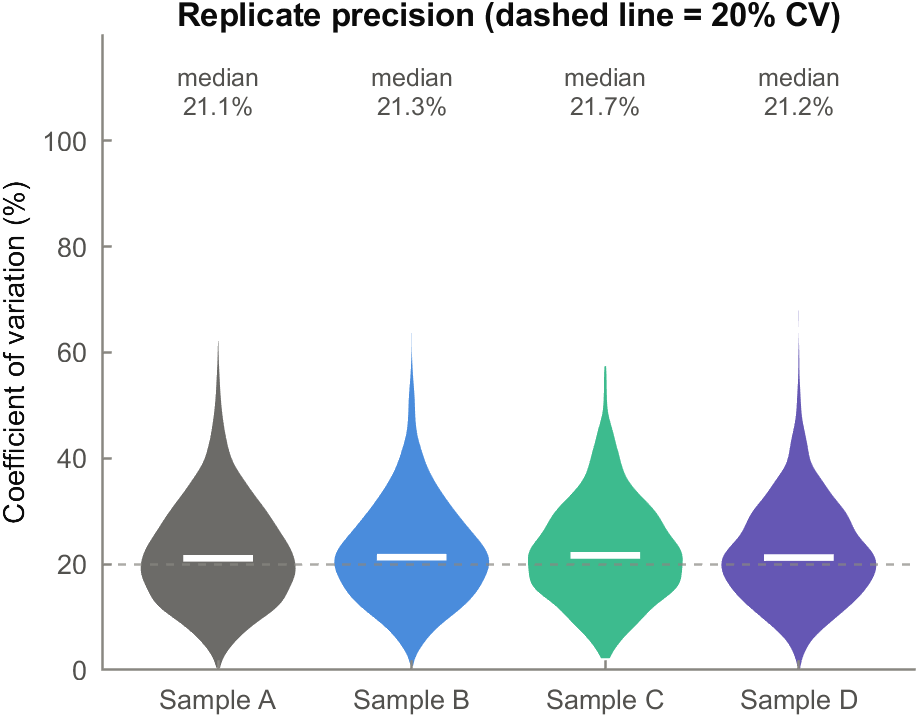 Replicate precision (dashed line = 20% CV)
median median median median
21.1% 21.3% 21.7% 21.2%
Coefficient of variation (%)
100
80
60
40
20
0
Sample A Sample B Sample C Sample D